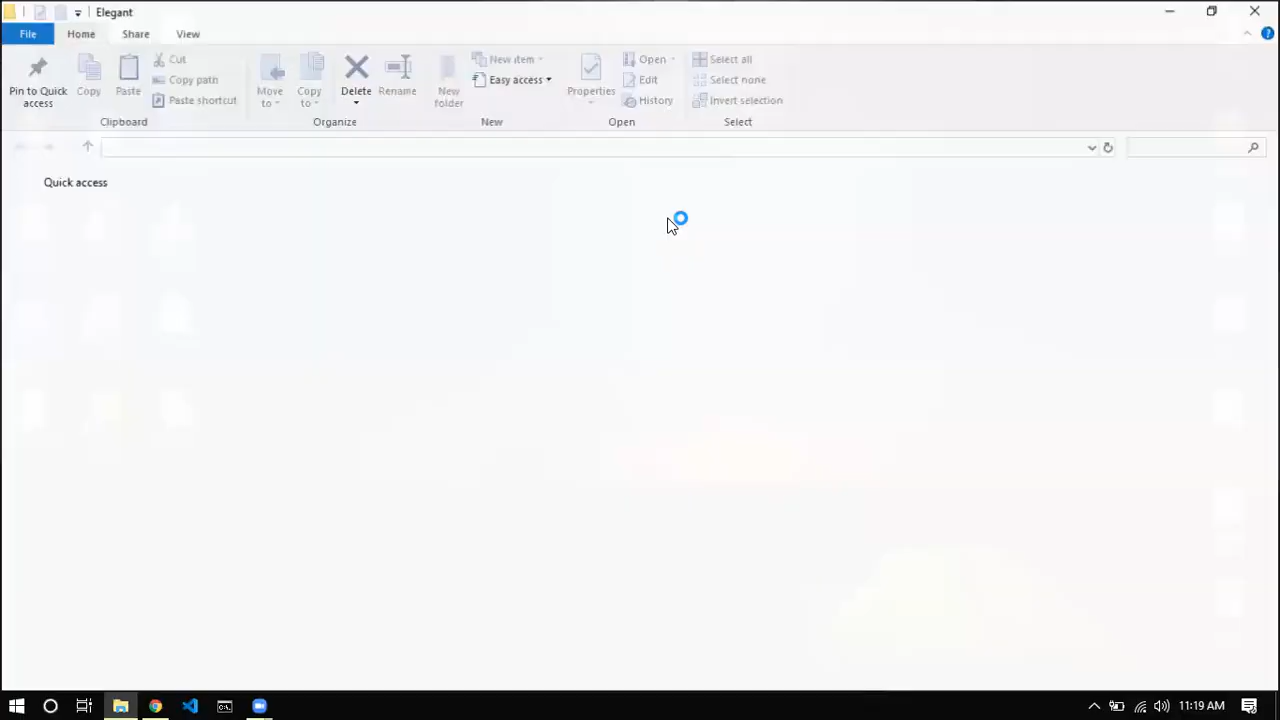 Elegant
File Home Share View
Pin to Quick access
Copy
Paste
Cut
Copy path
Paste shortcut
Clipboard
Move to
Copy to
Delete
Rename
Organize
New folder
New item
Easy access
New
Properties
Open
Edit
History
Open
Select all
Select none
Invert selection
Select
Quick access
11:19 AM